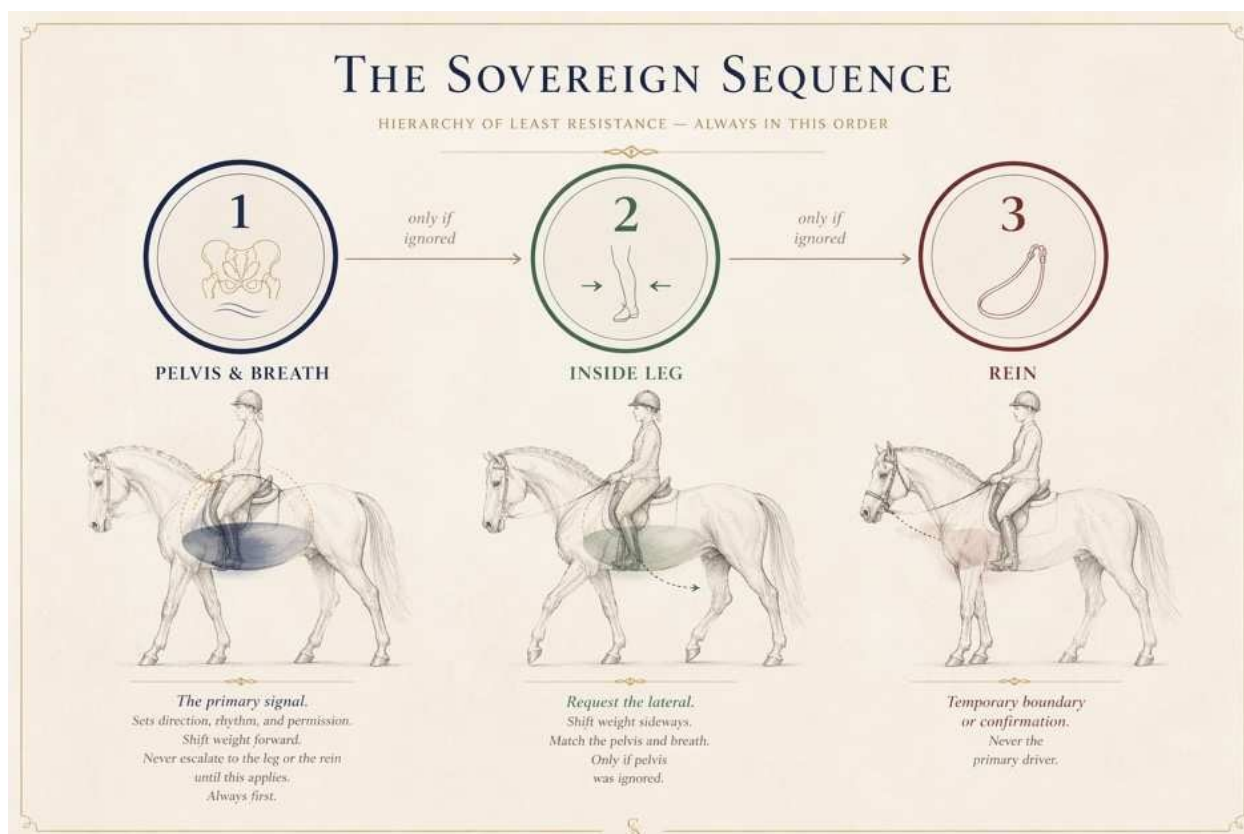 THE SOVEREIGN SEQUENCE
HIERARCHY OF LEAST RESISTANCE — ALWAYS IN THIS ORDER
1
only if
ignored
2
only if
ignored
3
PELVIS & BREATH
INSIDE LEG
REIN
The primary signal.
Sets direction, rhythm, and permission.
Shift weight forward.
Never escalate to the leg or the rein
until this applies.
Always first.
Request the lateral.
Shift weight sideways.
Match the pelvis and breath.
Only if pelvis
was ignored.
Temporary boundary
or confirmation.
Never the
primary driver.
S